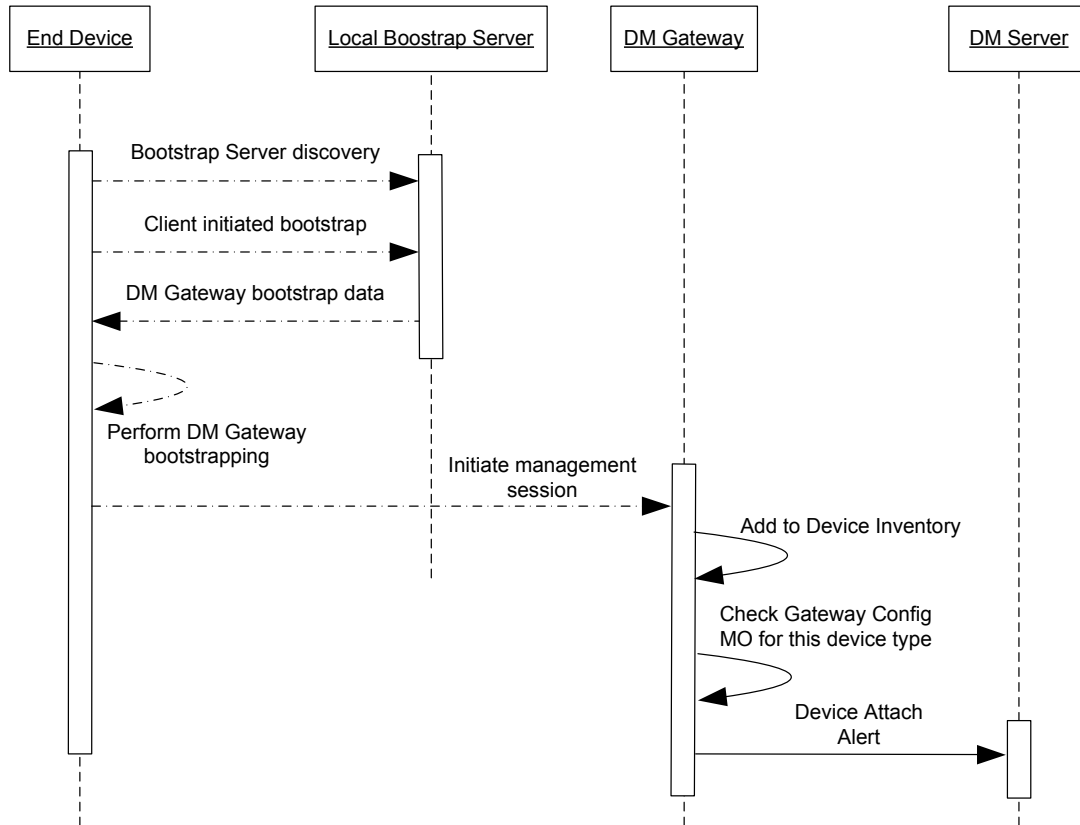 End Device
Local Boostrap Server
DM Gateway
DM Server
Bootstrap Server discovery
Client initiated bootstrap
DM Gateway bootstrap data
Perform DM Gateway
bootstrapping
Initiate management
session
Add to Device Inventory
Check Gateway Config
MO for this device type
Device Attach
Alert